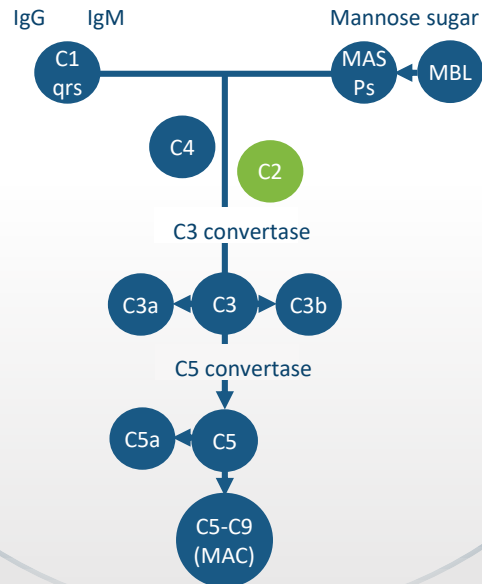 IgG IgM
Mannose sugar
C1
qrs
MAS
Ps
MBL
C4
C2
C3 convertase
C3a
C3
C3b
C5 convertase
C5a
C5
C5-C9
(MAC)